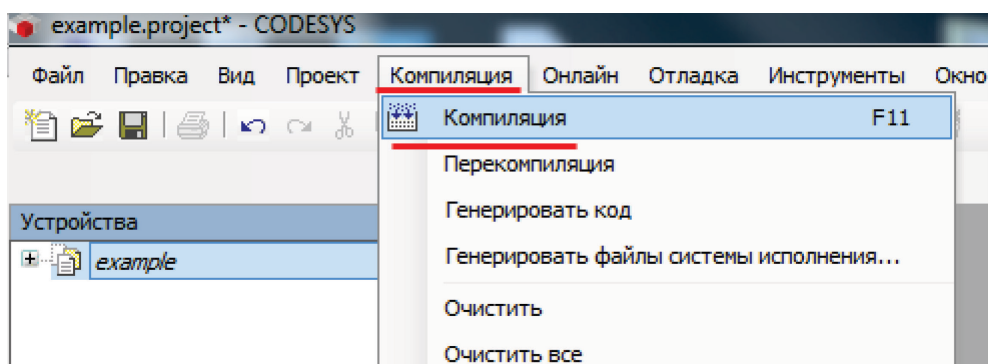 example.project* - CODESYS
Файл Правка Вид Проект Компиляция Онлайн Отладка Инструменты Окно
Компиляция F11
Перекомпиляция
Генерировать код
Генерировать файлы системы исполнения...
Устройства
example
Очистить
Очистить все